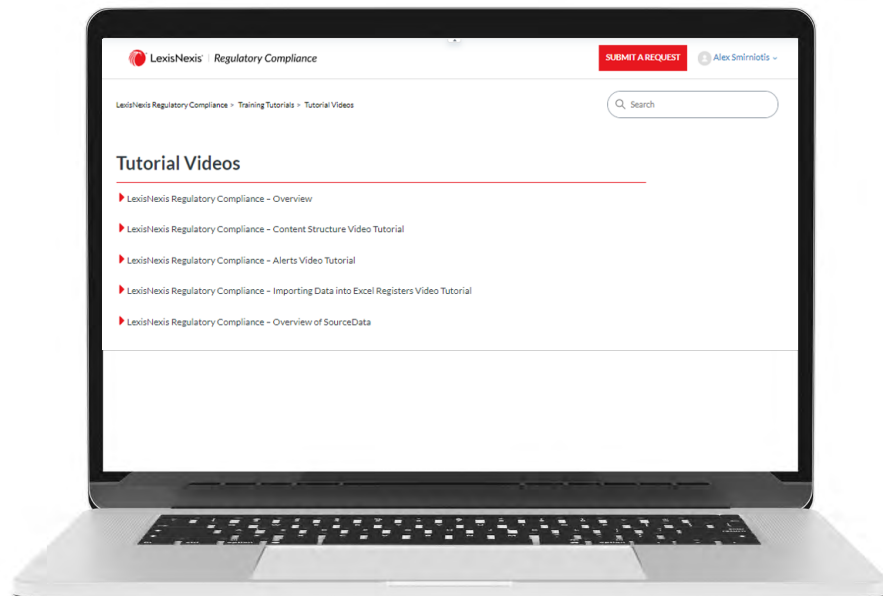 LexisNexis® Regulatory Compliance
SUBMIT A REQUEST
Alex Smirniotis
LexisNexis Regulatory Compliance > Training Tutorials > Tutorial Videos
Search
Tutorial Videos
LexisNexis Regulatory Compliance – Overview
LexisNexis Regulatory Compliance – Content Structure Video Tutorial
LexisNexis Regulatory Compliance – Alerts Video Tutorial
LexisNexis Regulatory Compliance – Importing Data into Excel Registers Video Tutorial
LexisNexis Regulatory Compliance – Overview of SourceData